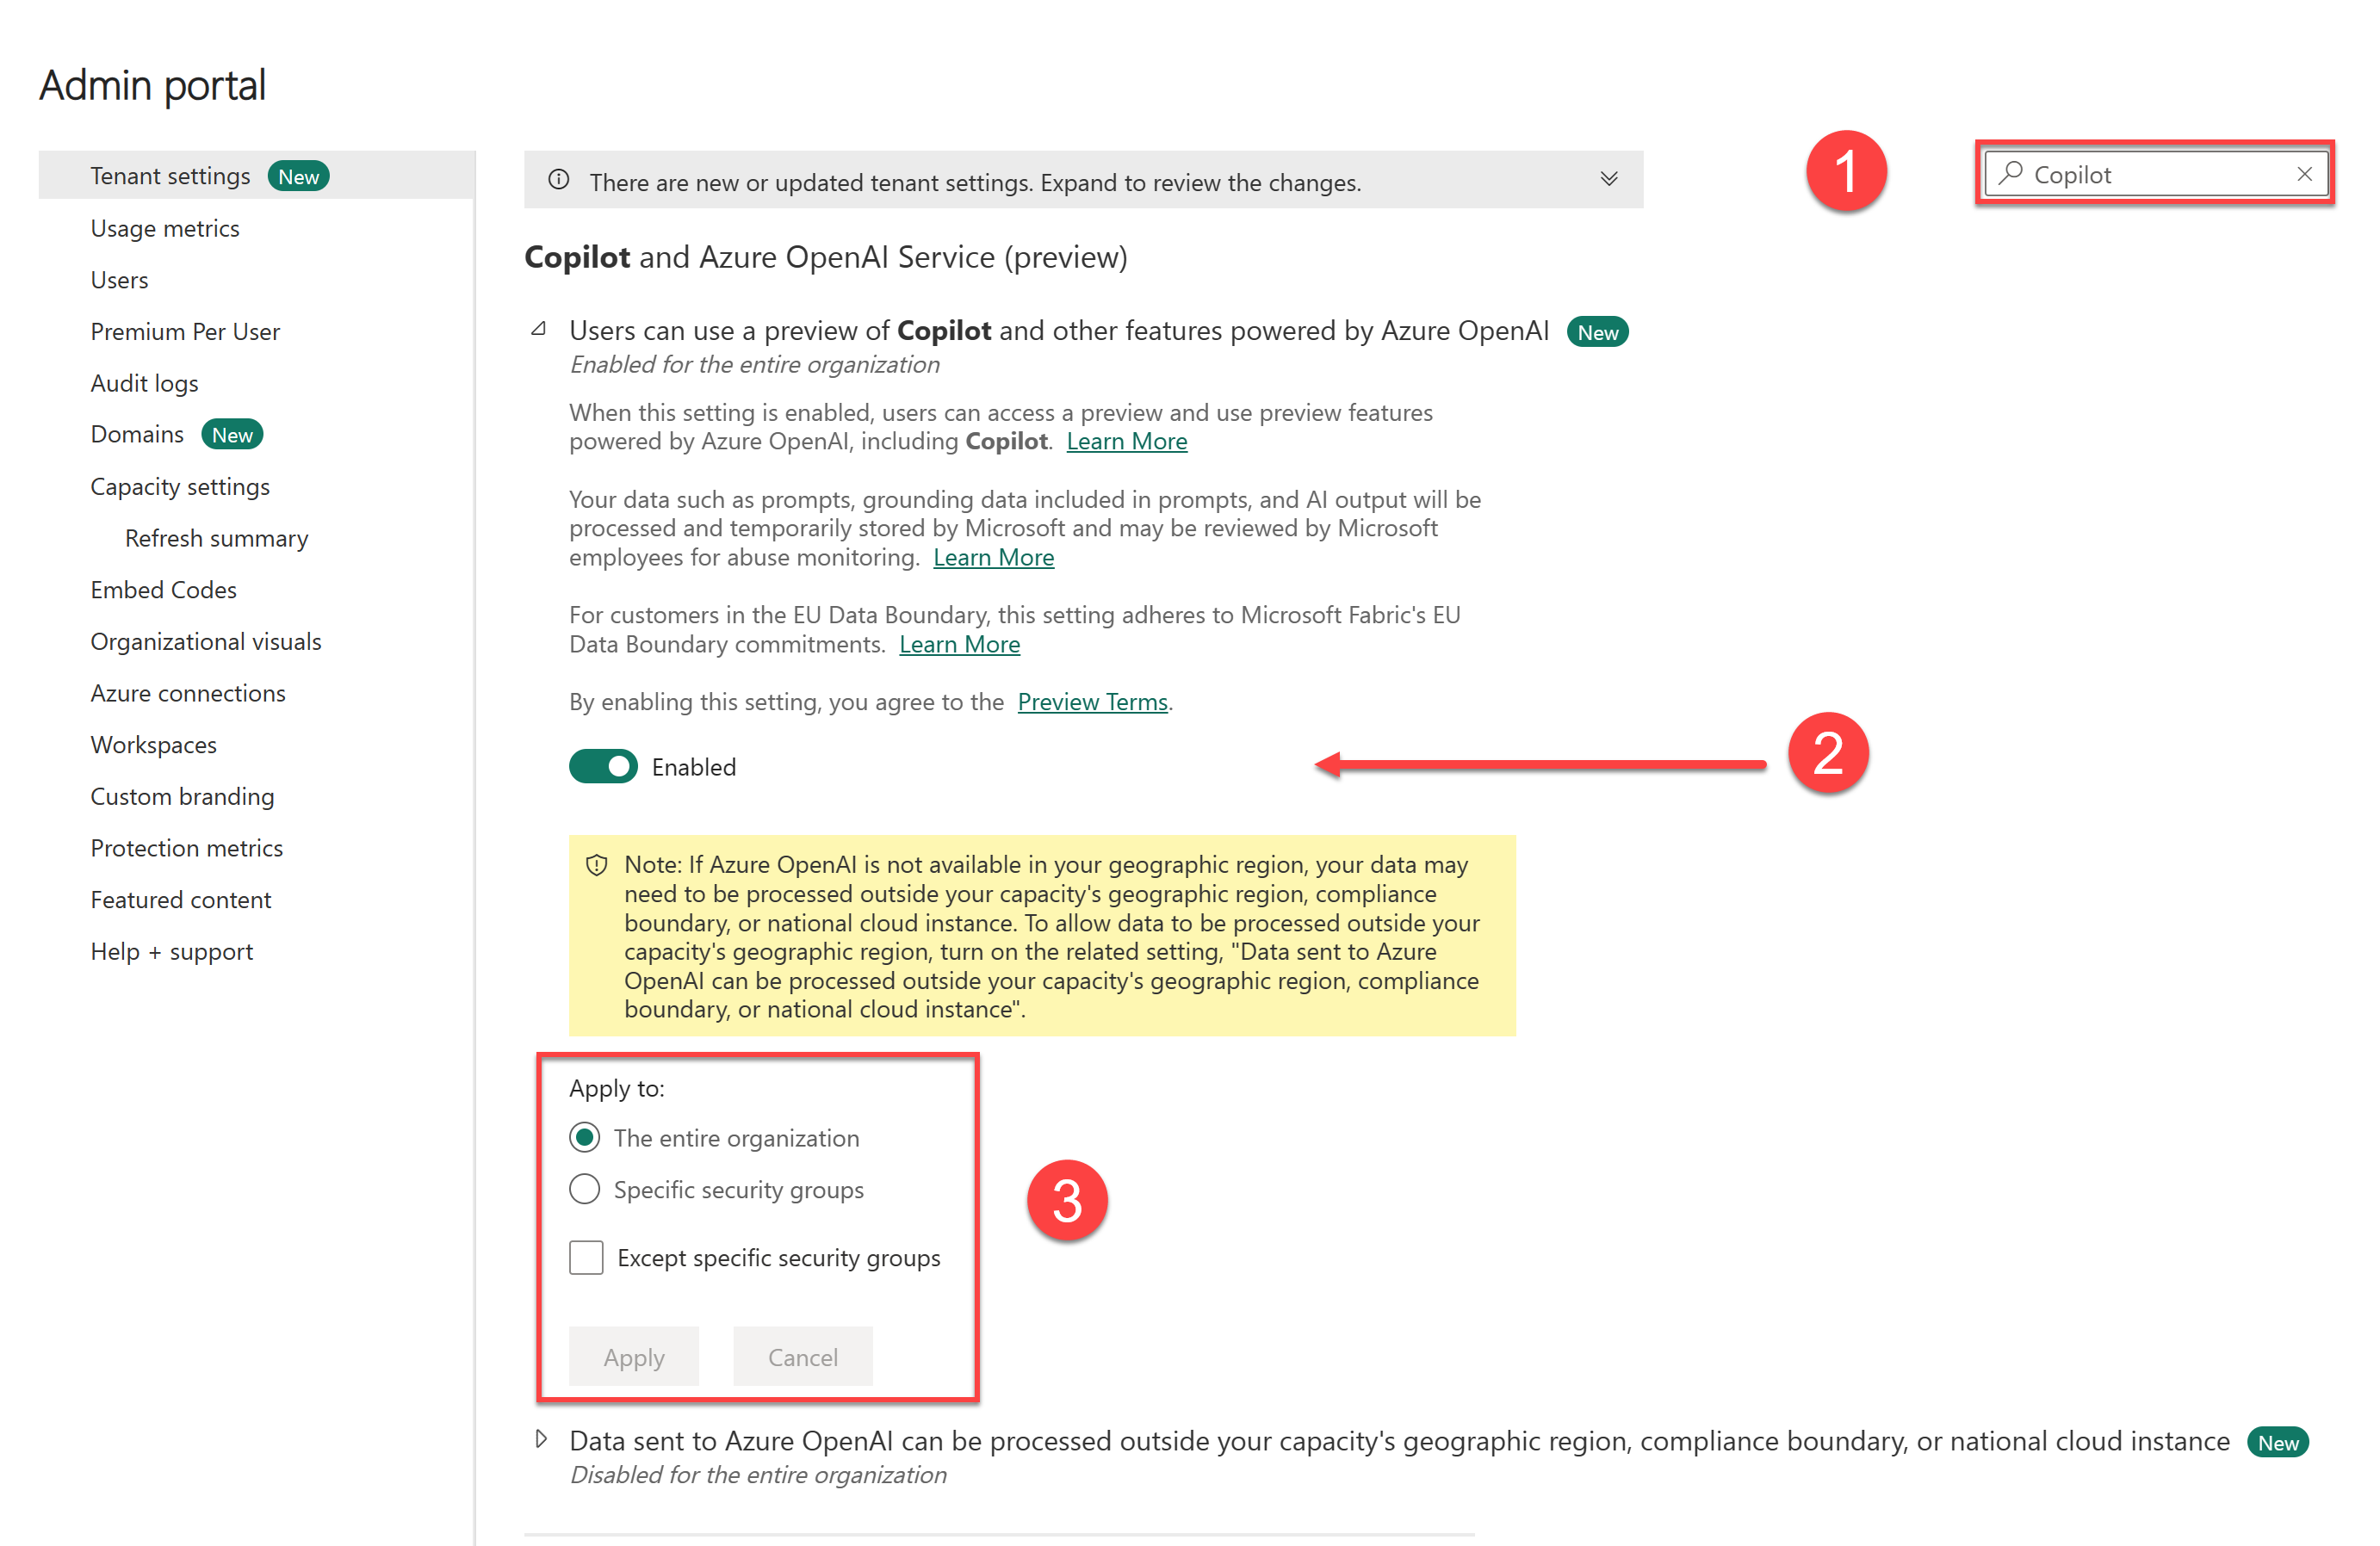 Admin portal
Tenant settings New
Usage metrics
Users
Premium Per User
Audit logs
Domains New
Capacity settings
Refresh summary
Embed Codes
Organizational visuals
Azure connections
Workspaces
Custom branding
Protection metrics
Featured content
Help + support
There are new or updated tenant settings. Expand to review the changes.
1
Copilot
Copilot and Azure OpenAI Service (preview)
Users can use a preview of Copilot and other features powered by Azure OpenAI New
Enabled for the entire organization
When this setting is enabled, users can access a preview and use preview features
powered by Azure OpenAI, including Copilot. Learn More
Your data such as prompts, grounding data included in prompts, and AI output will be
processed and temporarily stored by Microsoft and may be reviewed by Microsoft
employees for abuse monitoring. Learn More
For customers in the EU Data Boundary, this setting adheres to Microsoft Fabric's EU
Data Boundary commitments. Learn More
By enabling this setting, you agree to the Preview Terms.
Enabled
2
Note: If Azure OpenAI is not available in your geographic region, your data may
need to be processed outside your capacity's geographic region, compliance
boundary, or national cloud instance. To allow data to be processed outside your
capacity's geographic region, turn on the related setting, "Data sent to Azure
OpenAI can be processed outside your capacity's geographic region, compliance
boundary, or national cloud instance".
Apply to:
The entire organization
Specific security groups
3
Except specific security groups
Apply Cancel
Data sent to Azure OpenAI can be processed outside your capacity's geographic region, compliance boundary, or national cloud instance New
Disabled for the entire organization